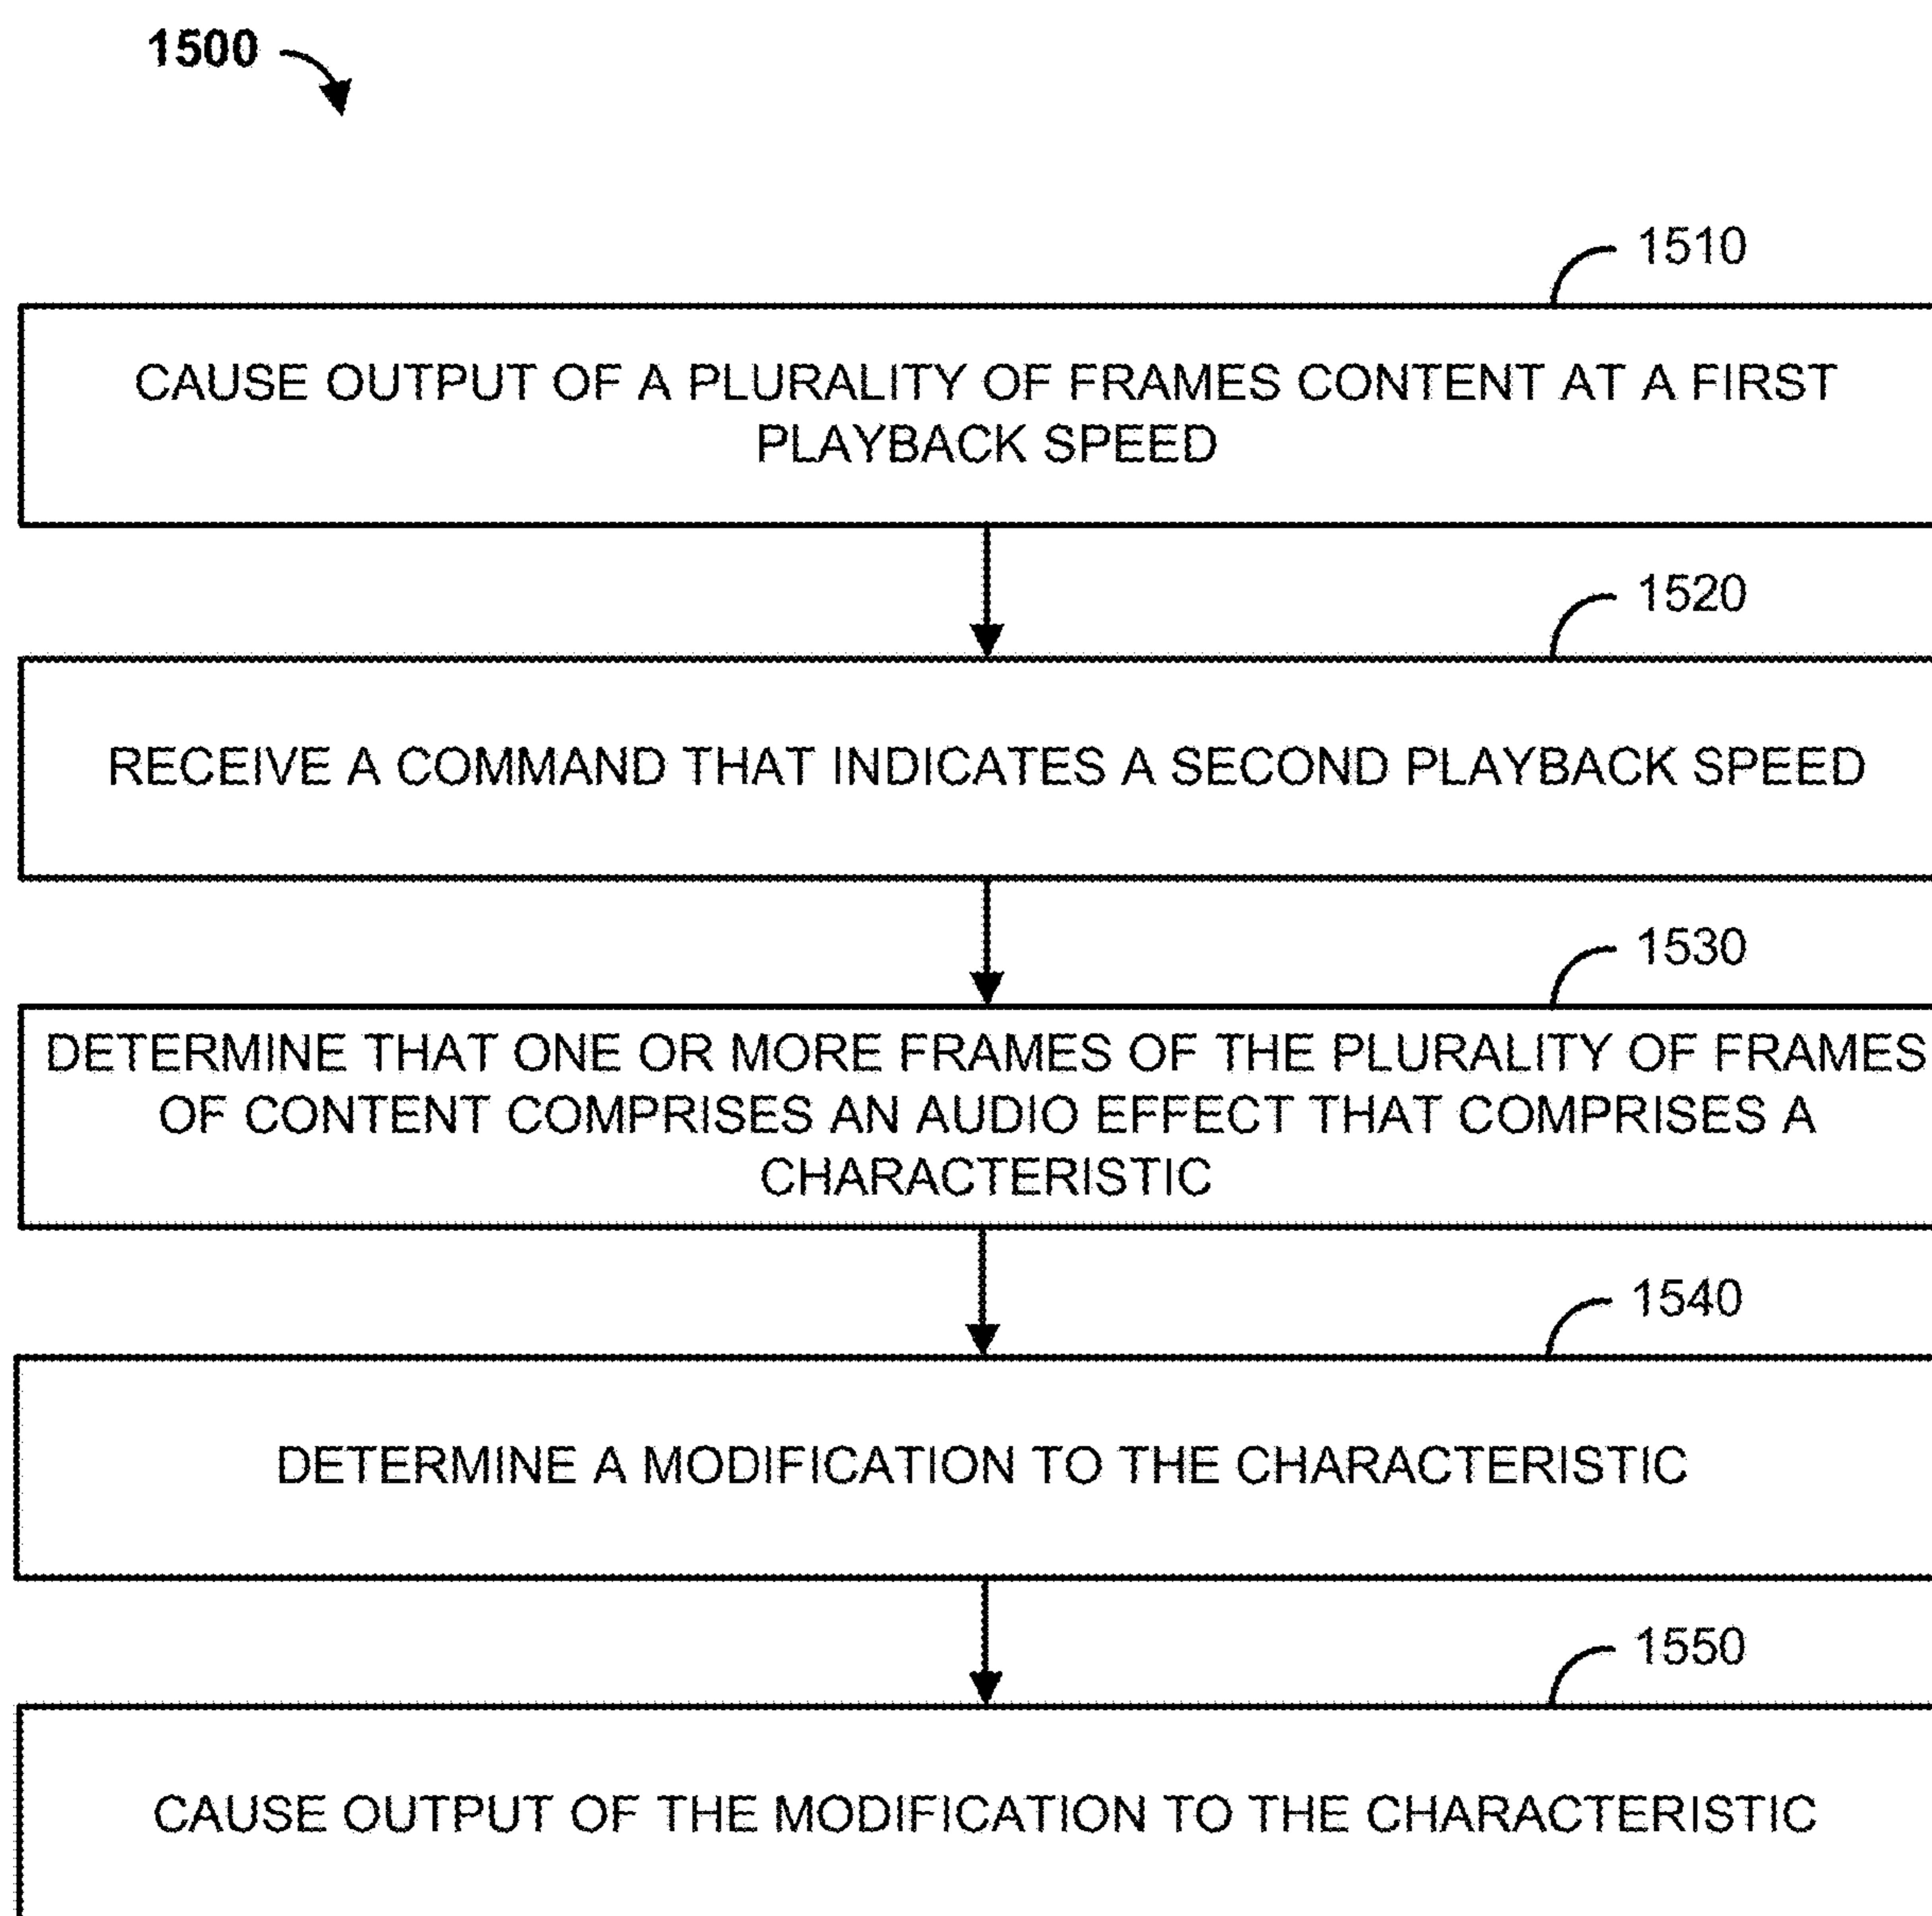 1500
1510
CAUSE OUTPUT OF A PLURALITY OF FRAMES CONTENT AT A FIRST
PLAYBACK SPEED
1520
RECEIVE A COMMAND THAT INDICATES A SECOND PLAYBACK SPEED
1530
DETERMINE THAT ONE OR MORE FRAMES OF THE PLURALITY OF FRAMES
OF CONTENT COMPRISES AN AUDIO EFFECT THAT COMPRISES A
CHARACTERISTIC
1540
DETERMINE A MODIFICATION TO THE CHARACTERISTIC
1550
CAUSE OUTPUT OF THE MODIFICATION TO THE CHARACTERISTIC